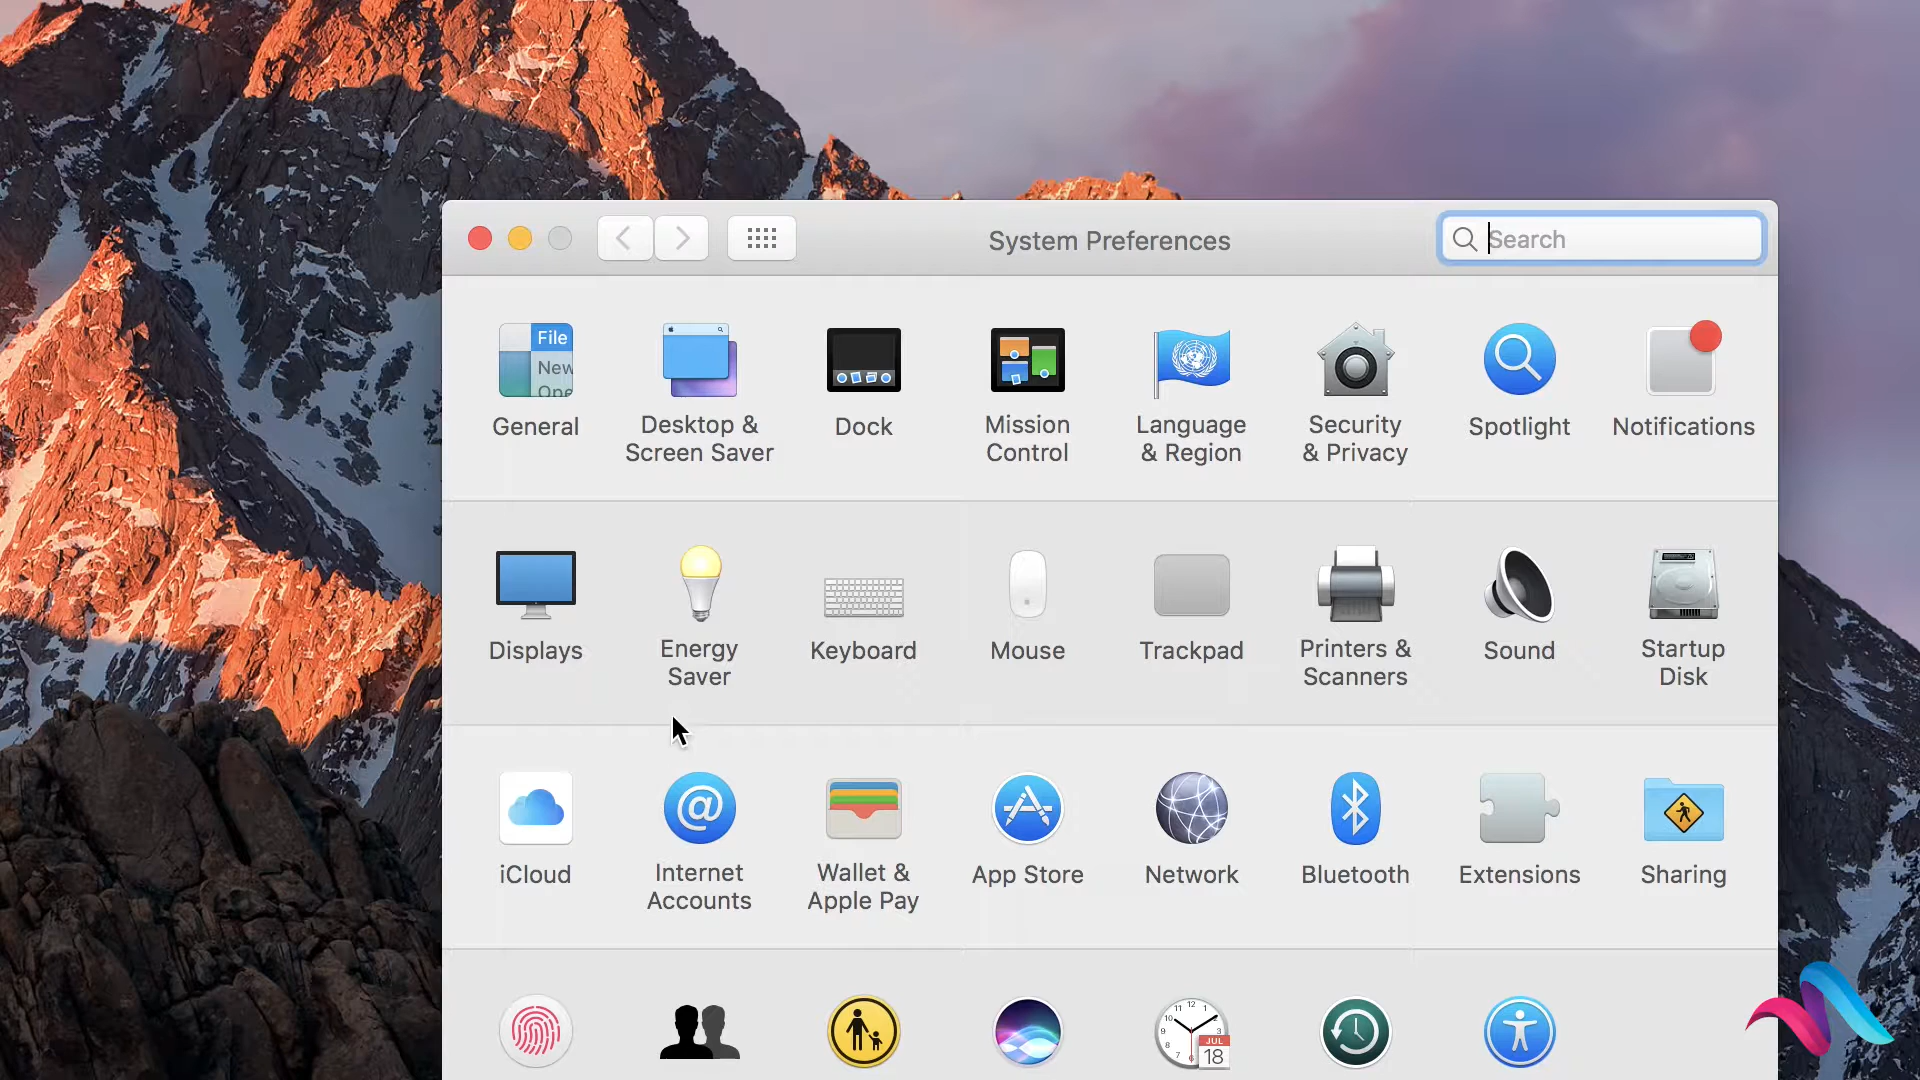 System Preferences
Search
File
New
Ope
General
Desktop &
Screen Saver
Dock
Mission
Control
Language
& Region
Security
& Privacy
Spotlight
Notifications
Displays
Energy
Saver
Keyboard
Mouse
Trackpad
Printers &
Scanners
Sound
Startup
Disk
iCloud
Internet
Accounts
Wallet &
Apple Pay
App Store
Network
Bluetooth
Extensions
Sharing
JUL
18